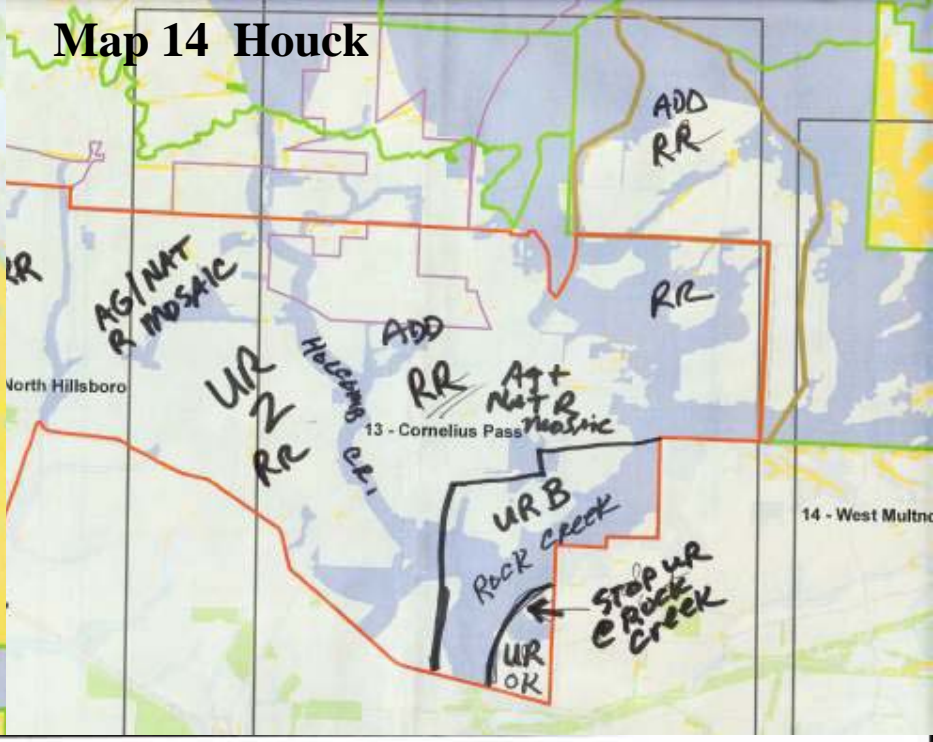 Map 14 Houck
ADD
RR
RR
AG/NAT
R MOSAIC
RR
North Hillsboro
UR
2
RR
HOLCOMB CR.
ADD
RR
Ag +
Nat R
mosaic
13 - Cornelius Pass
UR B
ROCK CREEK
14 - West Multno
STOP UR
@ ROCK
Creek
UR
OK